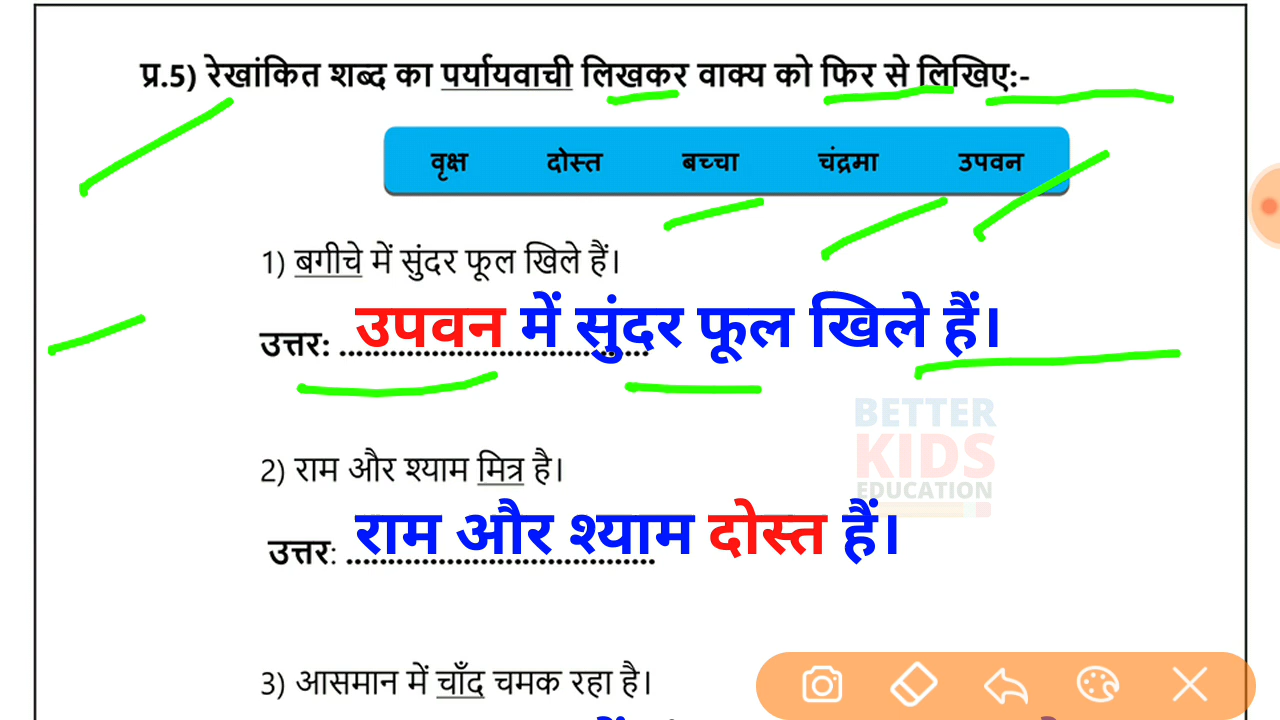 प्र.5) रेखांकित शब्द का पर्यायवाची लिखकर वाक्य को फिर से लिखिए:-
वृक्ष दोस्त बच्चा चंद्रमा उपवन
1) बगीचे में सुंदर फूल खिले हैं।
उत्तर: उपवन में सुंदर फूल खिले हैं।
BETTER
KIDS
EDUCATION
2) राम और श्याम मित्र है।
उत्तर: राम और श्याम दोस्त हैं।
3) आसमान में चाँद चमक रहा है।